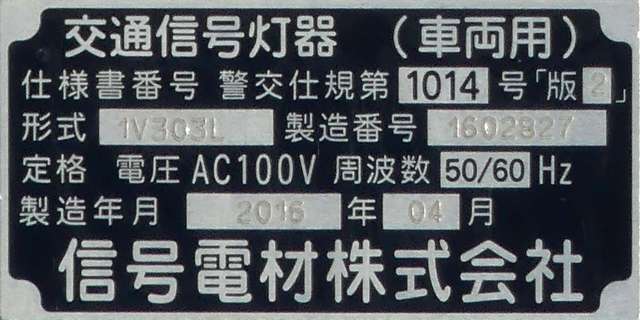 交通信号灯器 （車両用）
仕様書番号 警交仕規第 1014 号「版2」
形式 1V303L 製造番号 1602827
定格 電圧 AC100V 周波数 50/60 Hz
製造年月 2016 年 04 月
信号電材株式会社